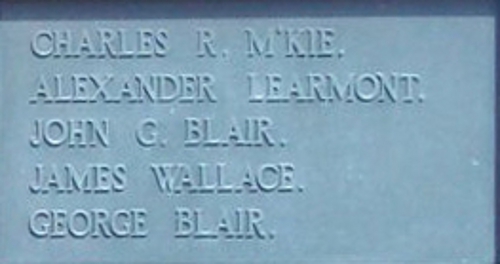 CHARLES R. M'KIE.
ALEXANDER LEARMONT.
JOHN G. BLAIR.
JAMES WALLACE.
GEORGE BLAIR.